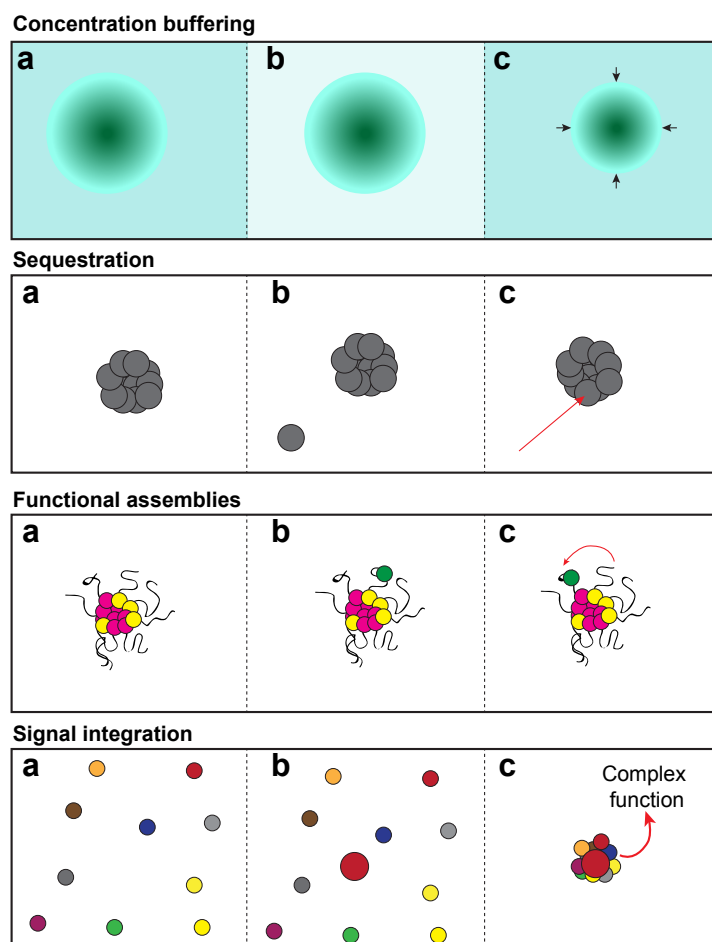 Concentration buffering
a b c
Sequestration
a b c
Functional assemblies
a b c
Signal integration
a b c
Complex
function